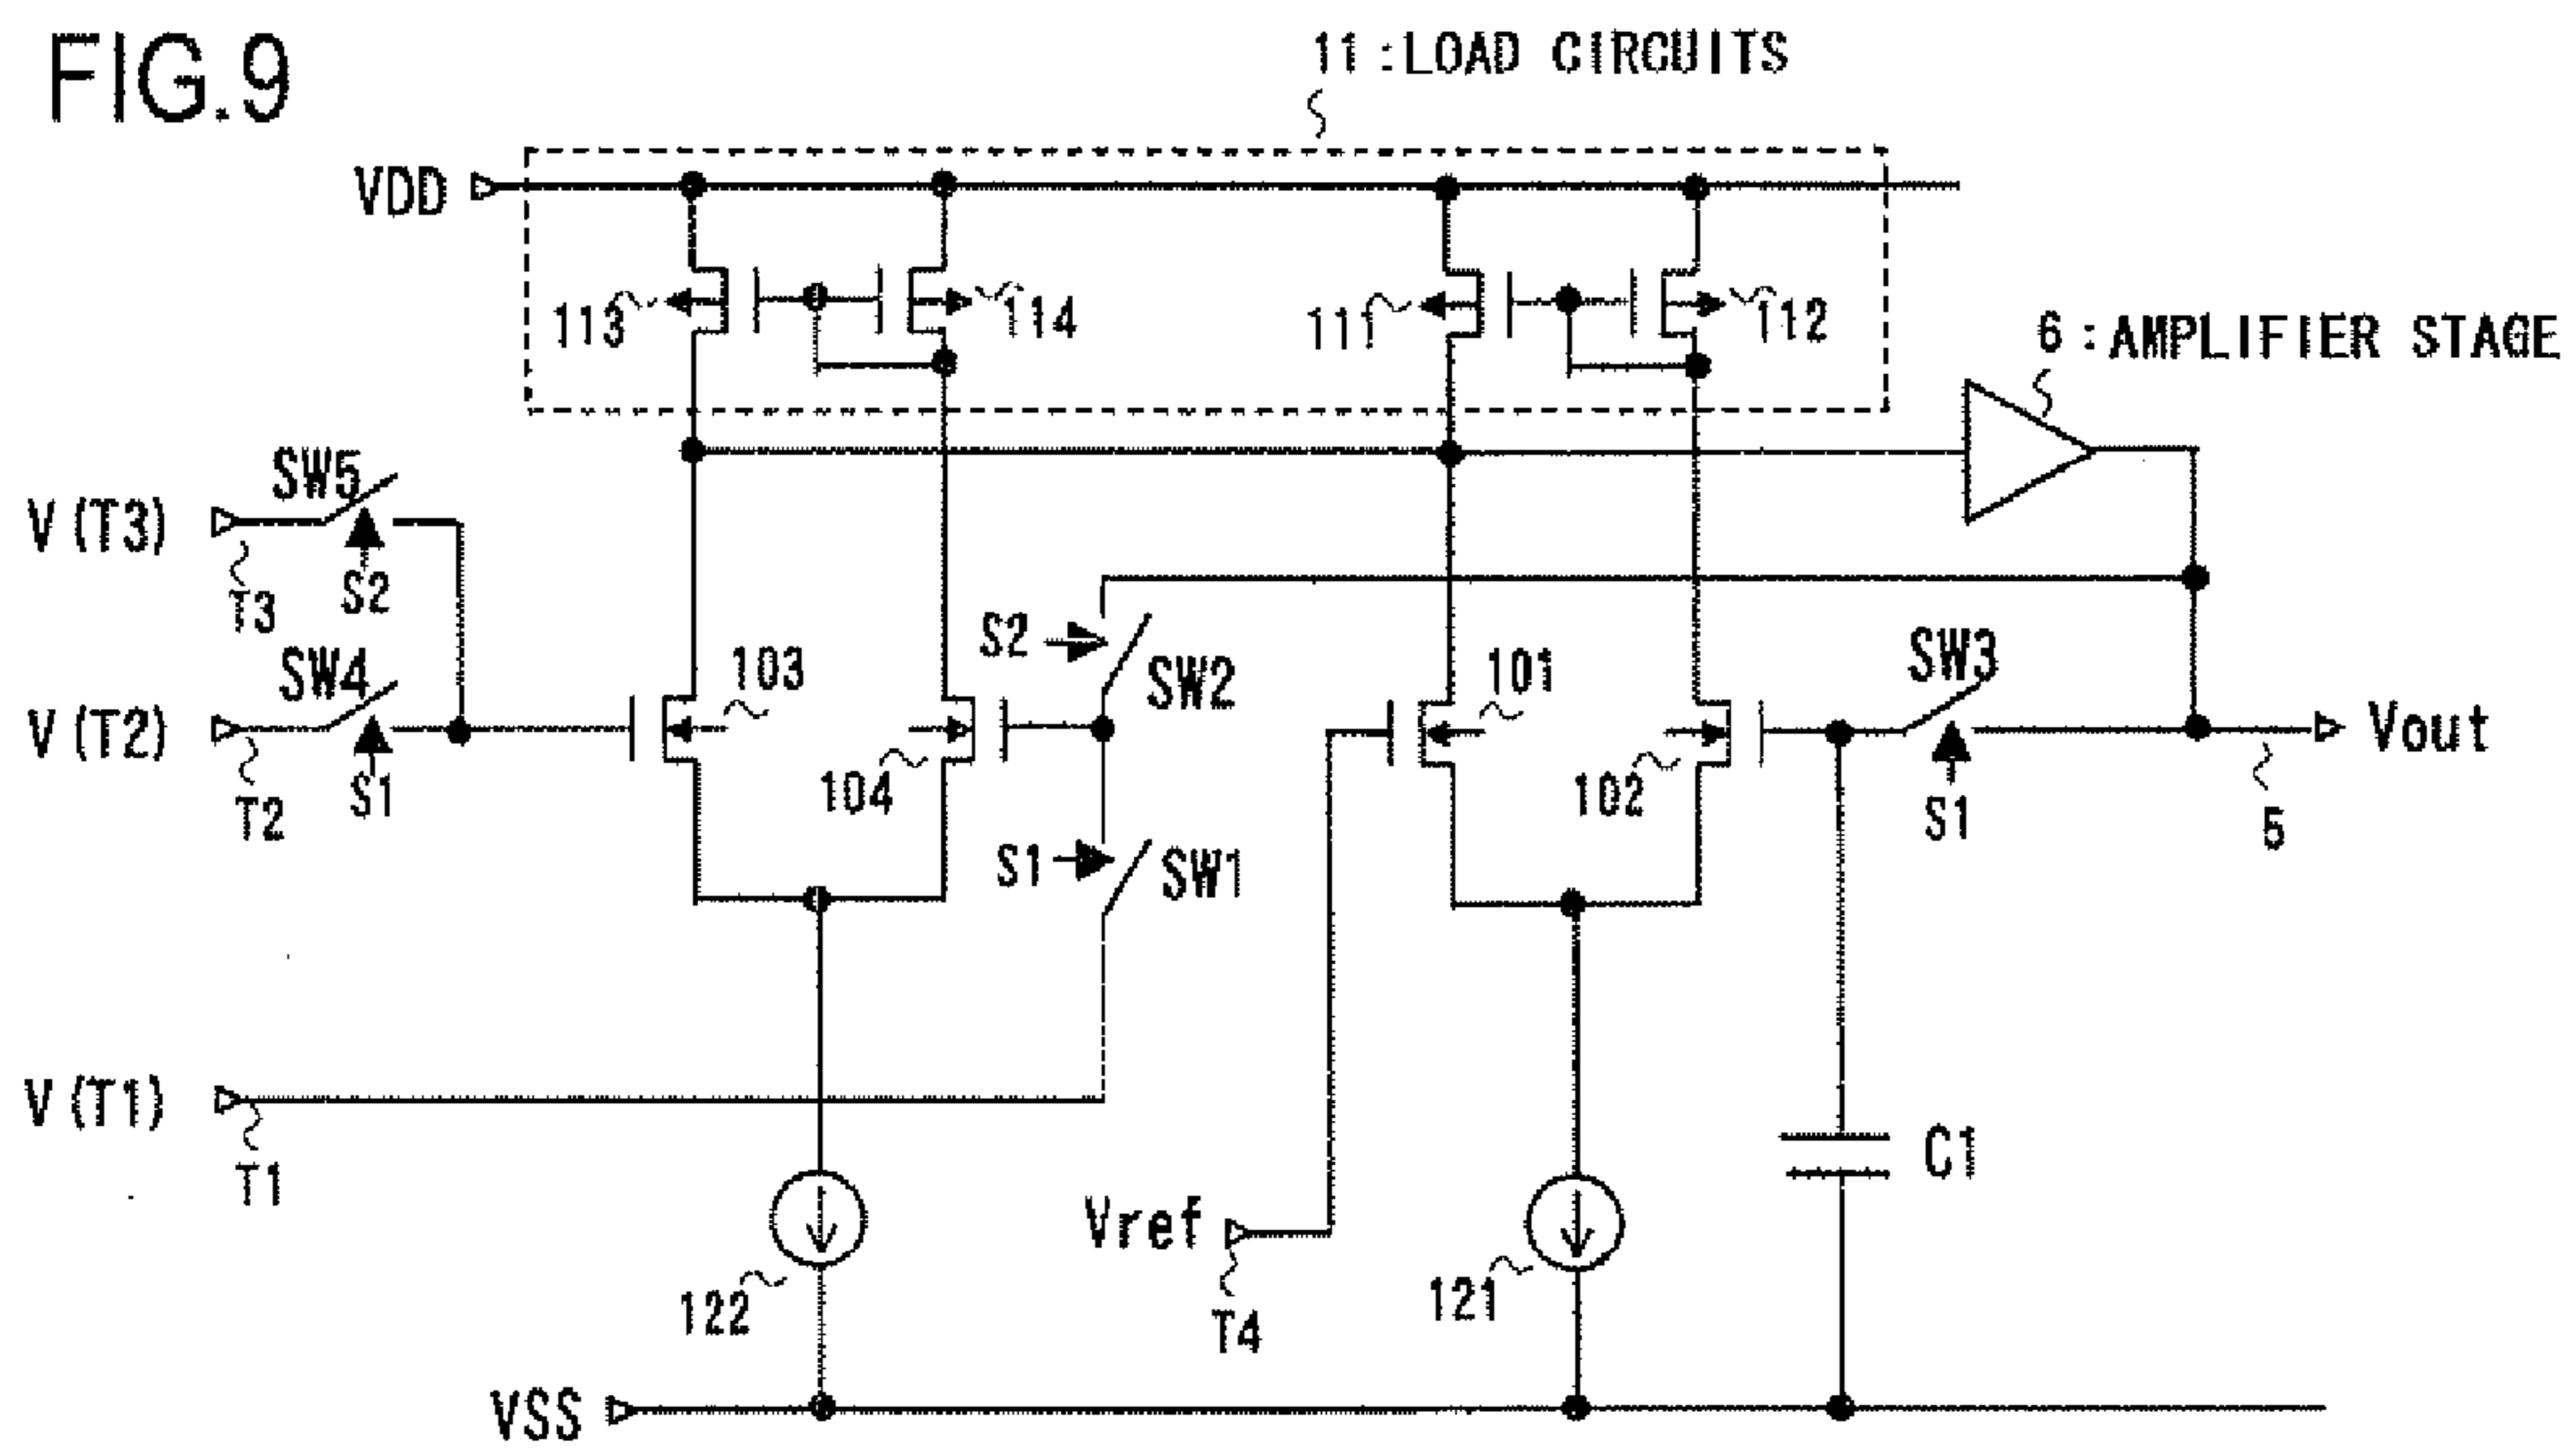 FIG.9
11 : LOAD CIRCUITS
VDD
113
114
111
112
6 : AMPLIFIER STAGE
V (T3)
SW5
S2
T3
V (T2)
SW4
S1
T2
103
104
S2
SW2
S1
SW1
101
102
SW3
S1
Vout
5
V (T1)
T1
Vref
T4
122
121
C1
VSS